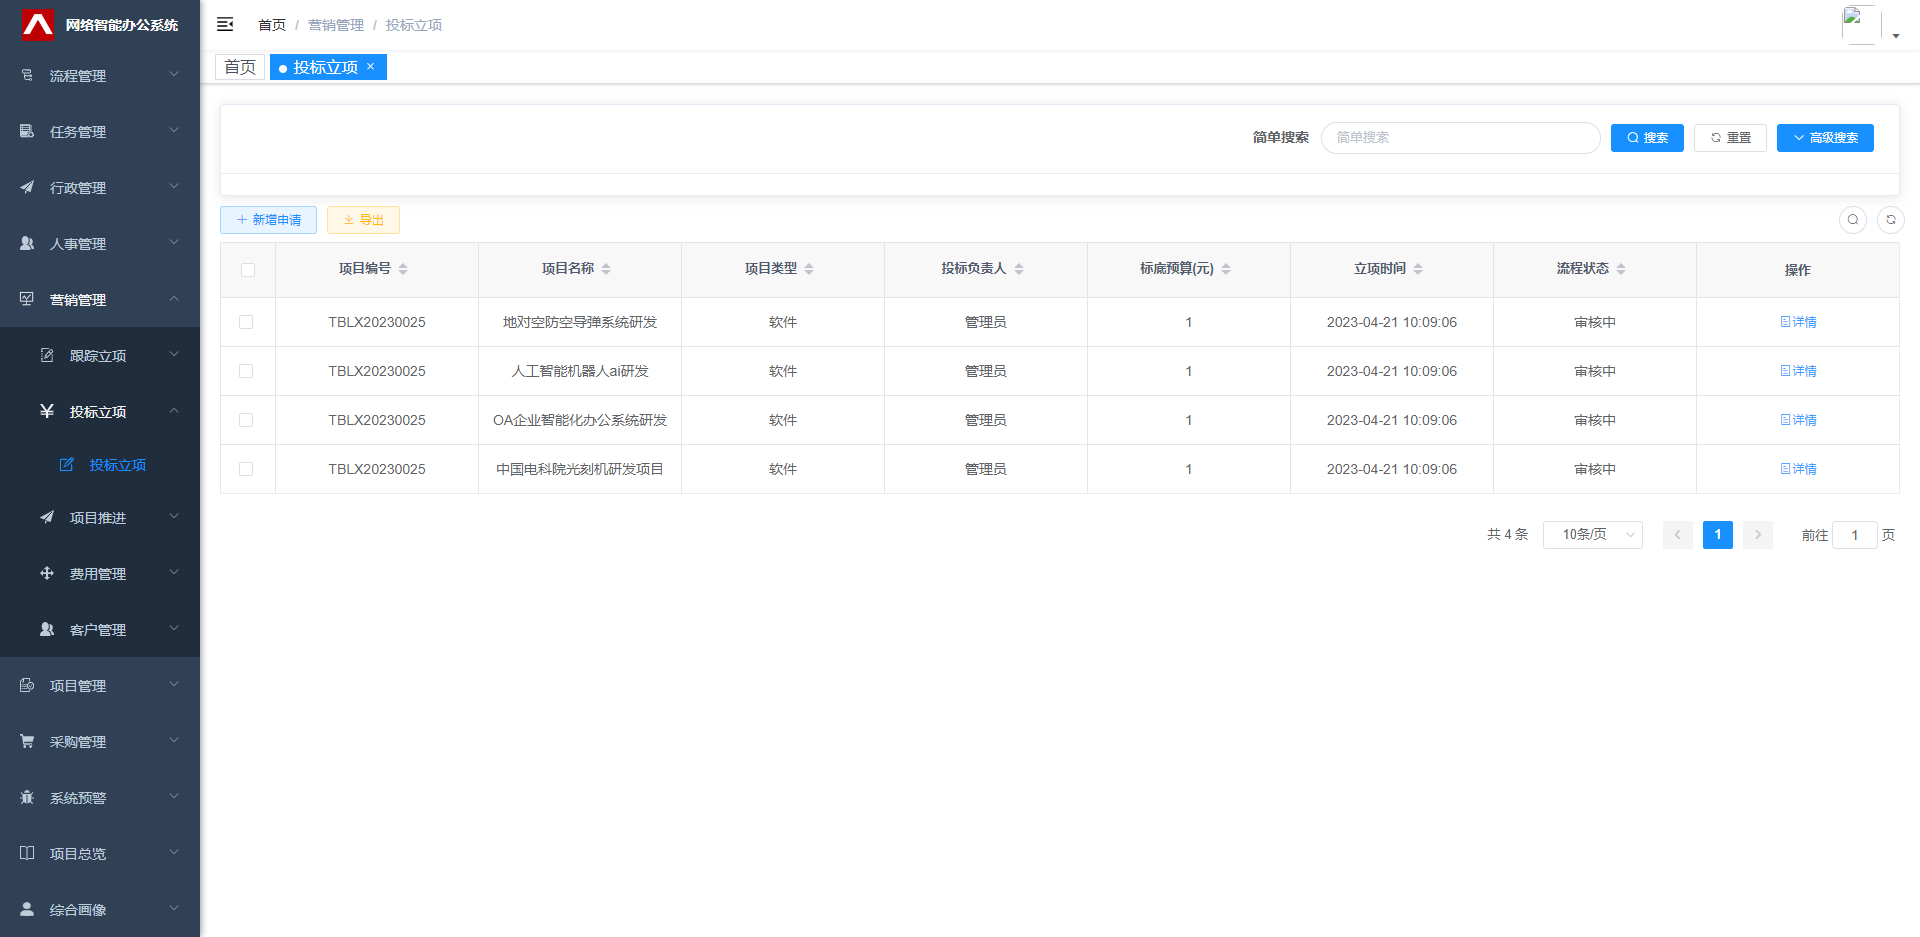 网络智能办公系统
流程管理
任务管理
行政管理
人事管理
营销管理
跟踪立项
投标立项
投标立项
项目推进
费用管理
客户管理
项目管理
采购管理
系统预警
项目总览
综合画像
首页 / 营销管理 / 投标立项
首页 投标立项 ×
简单搜索 简单搜索 搜索 重置 高级搜索
新增申请 导出
项目编号 项目名称 项目类型 投标负责人 标底预算(元) 立项时间 流程状态 操作
TBLX20230025 地对空防空导弹系统研发 软件 管理员 1 2023-04-21 10:09:06 审核中 详情
TBLX20230025 人工智能机器人ai研发 软件 管理员 1 2023-04-21 10:09:06 审核中 详情
TBLX20230025 OA企业智能化办公系统研发 软件 管理员 1 2023-04-21 10:09:06 审核中 详情
TBLX20230025 中国电科院光刻机研发项目 软件 管理员 1 2023-04-21 10:09:06 审核中 详情
共 4 条 10条/页 1 前往 1 页